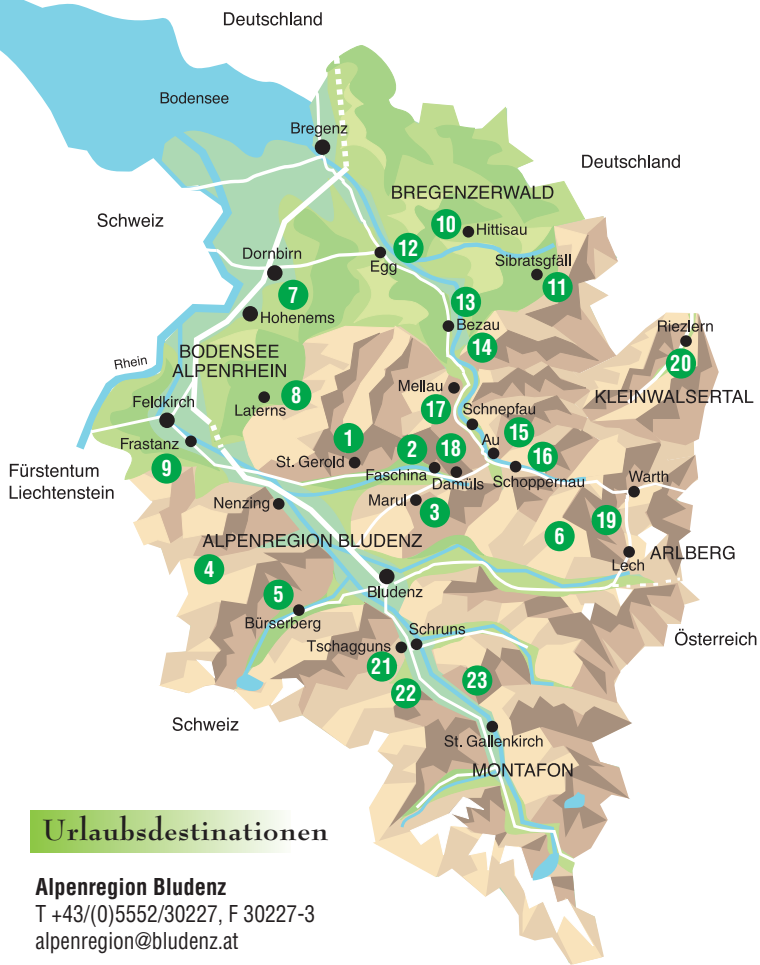 Deutschland
Bodensee
Bregenz
Deutschland
BREGENZERWALD
Schweiz
10
Hittisau
12
Dornbirn
Egg
Sibratsgfäll
11
7
13
Hohenems
Bezau
14
Riezlern
20
Rhein
BODENSEE
ALPENRHEIN
8
Laterns
Mellau
17
KLEINWALSERTAL
Feldkirch
Schnepfau
15
Au
Frastanz
9
1
St. Gerold
2
18
Faschina
Damüls
16
Schoppernau
Fürstentum
Liechtenstein
Warth
Nenzing
Marul
3
19
6
ALPENREGION BLUDENZ
ARLBERG
Lech
4
Bludenz
5
Bürserberg
Österreich
Schruns
Tschagguns
21
22
23
Schweiz
St. Gallenkirch
MONTAFON
Urlaubsdestinationen
Alpenregion Bludenz
T +43/(0)5552/30227, F 30227-3
alpenregion@bludenz.at